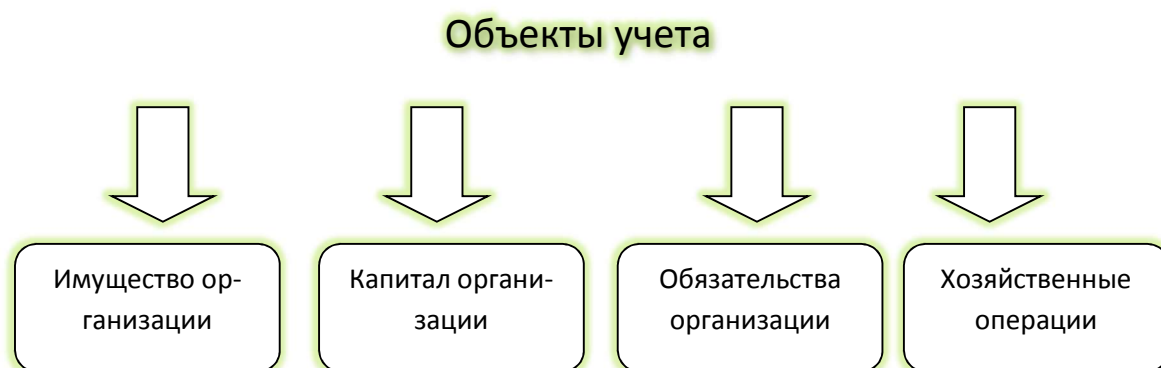 Объекты учета
Имущество ор-
ганизации
Капитал органи-
зации
Обязательства
организации
Хозяйственные
операции